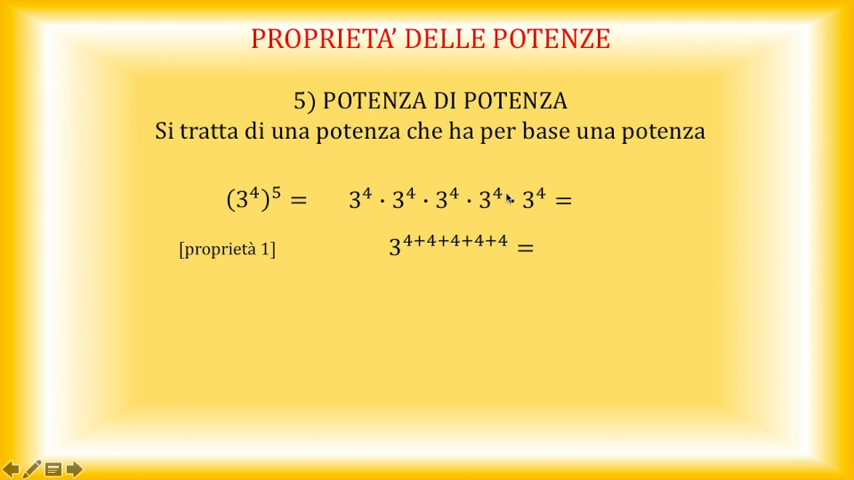 PROPRIETA’ DELLE POTENZE
5) POTENZA DI POTENZA
Si tratta di una potenza che ha per base una potenza
(3⁴)⁵ = 3⁴ · 3⁴ · 3⁴ · 3⁴ · 3⁴ =
[proprietà 1] 3⁴⁺⁴⁺⁴⁺⁴⁺⁴ =